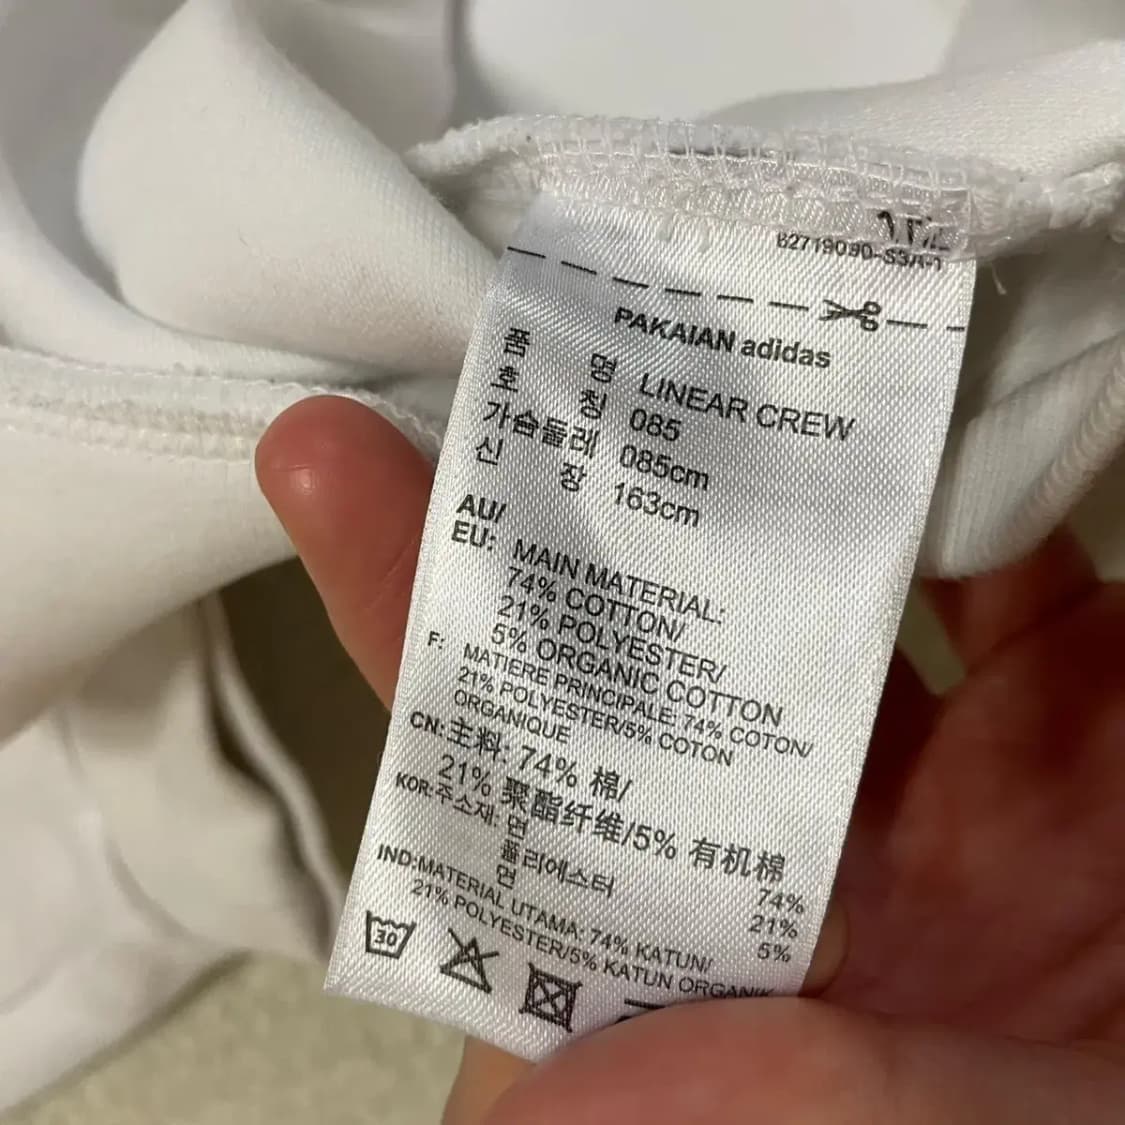 PAKAIAN adidas
품 명 LINEAR CREW
호 칭 085
가슴둘레 085cm
신 장 163cm
AU/
EU: MAIN MATERIAL:
74% COTTON/
21% POLYESTER/
5% ORGANIC COTTON
F: MATIERE PRINCIPALE: 74% COTON/
21% POLYESTER/5% COTON
ORGANIQUE
CN:主料: 74% 棉/
21% 聚酯纤维/5% 有机棉
KOR:주소재: 면 74%
폴리에스터 21%
면 5%
IND:MATERIAL UTAMA: 74% KATUN/
21% POLYESTER/5% KATUN ORGANIK
30